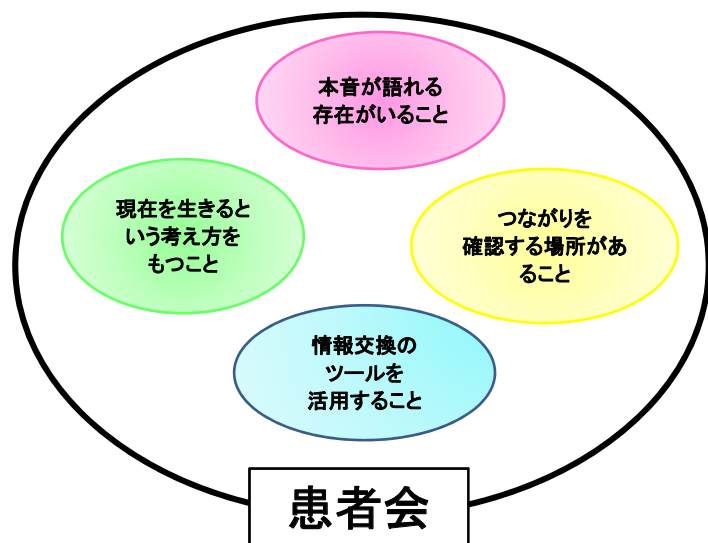 本音が語れる
存在がいること
現在を生きると
いう考え方を
もつこと
つながりを
確認する場所があ
ること
情報交換の
ツールを
活用すること
患者会